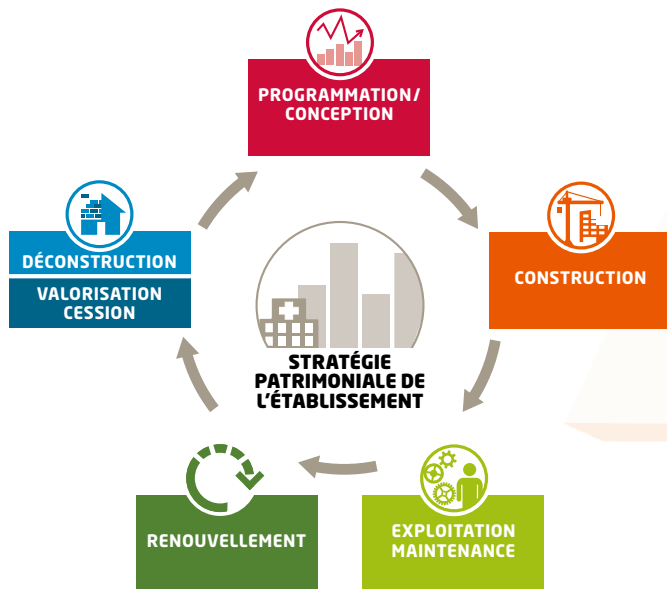 PROGRAMMATION/
CONCEPTION
CONSTRUCTION
EXPLOITATION
MAINTENANCE
RENOUVELLEMENT
DÉCONSTRUCTION
VALORISATION
CESSION
STRATÉGIE
PATRIMONIALE DE
L'ÉTABLISSEMENT